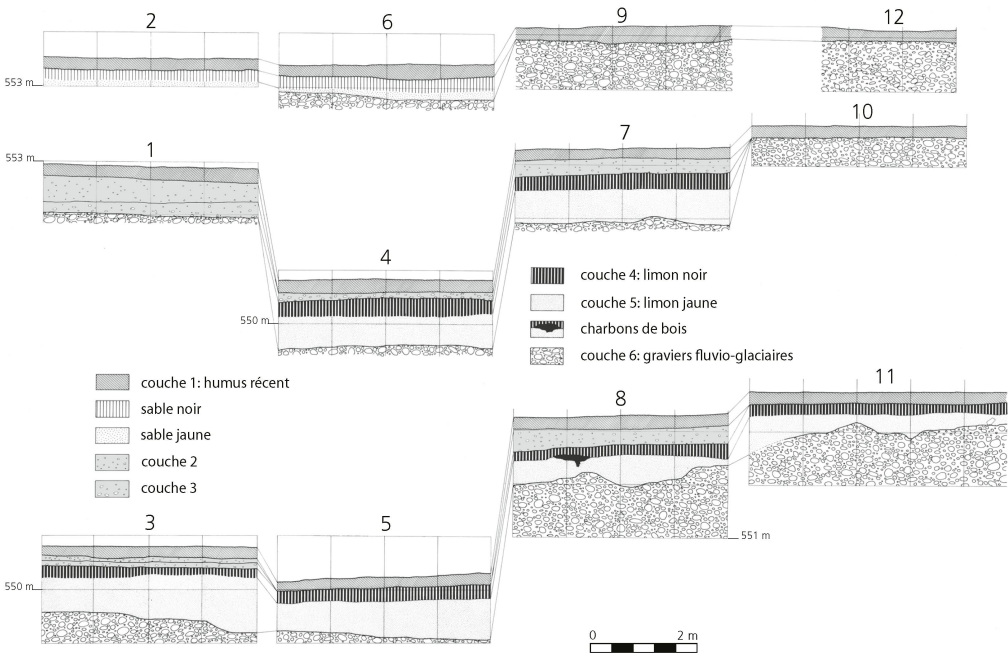 2
6
9
12
553 m
553 m
1
7
10
4
550 m
couche 4: limon noir
couche 5: limon jaune
charbons de bois
couche 6: graviers fluvio-glaciaires
couche 1: humus récent
sable noir
sable jaune
couche 2
couche 3
8
11
551 m
3
5
550 m
0 2 m